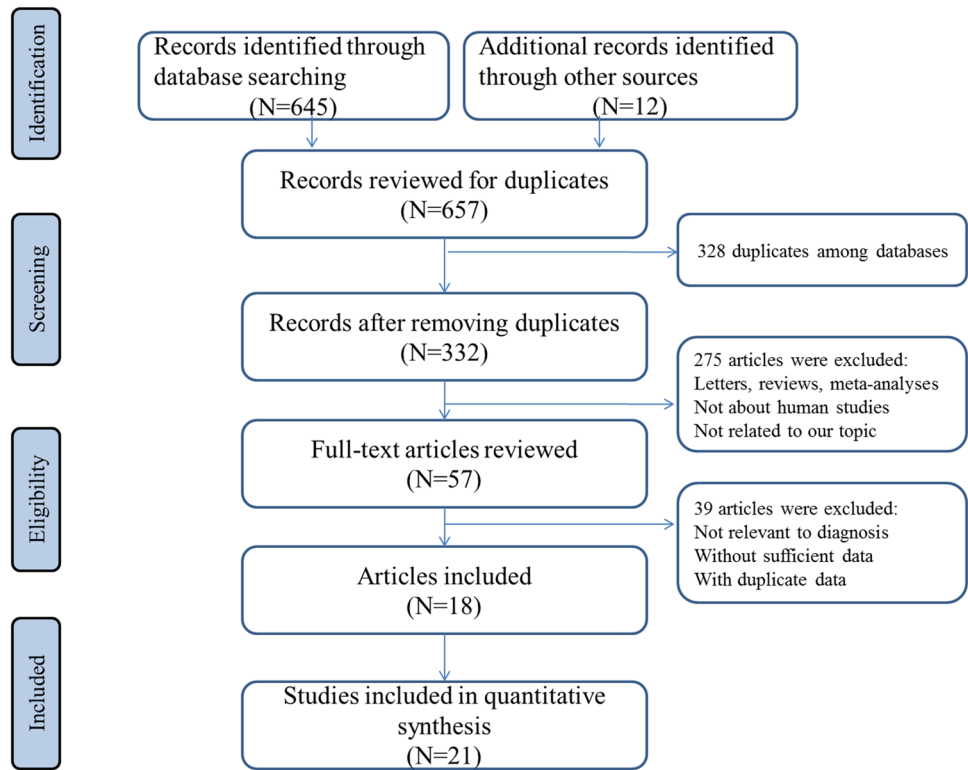 Identification
Records identified through
database searching
(N=645)
Additional records identified
through other sources
(N=12)
Records reviewed for duplicates
(N=657)
Screening
328 duplicates among databases
Records after removing duplicates
(N=332)
275 articles were excluded:
Letters, reviews, meta-analyses
Not about human studies
Not related to our topic
Eligibility
Full-text articles reviewed
(N=57)
39 articles were excluded:
Not relevant to diagnosis
Without sufficient data
With duplicate data
Articles included
(N=18)
Included
Studies included in quantitative
synthesis
(N=21)